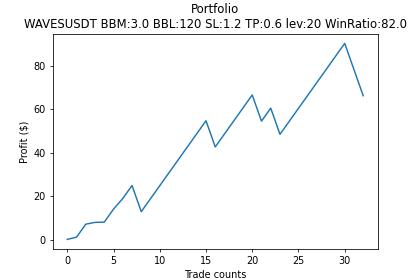 Portfolio
WAVESUSDT BBM:3.0 BBL:120 SL:1.2 TP:0.6 lev:20 WinRatio:82.0
80
60
40
20
0
Profit ($)
0 5 10 15 20 25 30
Trade counts